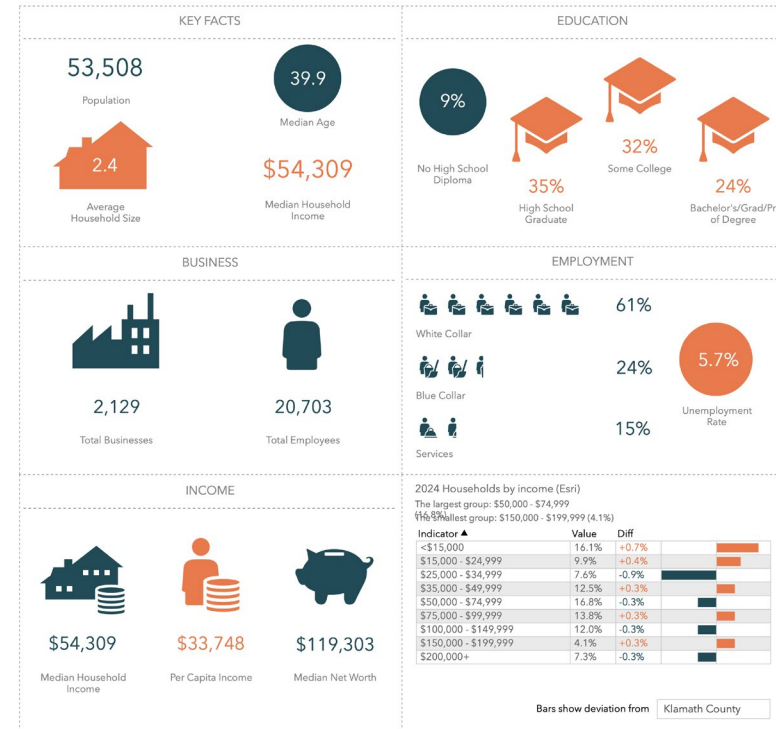 KEY FACTS
53,508
Population
39.9
Median Age
2.4
Average
Household Size
$54,309
Median Household
Income
EDUCATION
9%
No High School
Diploma
35%
High School
Graduate
32%
Some College
24%
Bachelor's/Grad/Pr
of Degree
BUSINESS
2,129
Total Businesses
20,703
Total Employees
EMPLOYMENT
61%
White Collar
24%
Blue Collar
15%
Services
5.7%
Unemployment
Rate
INCOME
$54,309
Median Household
Income
$33,748
Per Capita Income
$119,303
Median Net Worth
2024 Households by income (Esri)
The largest group: $50,000 - $74,999
(16.8%)
The smallest group: $150,000 - $199,999 (4.1%)
Indicator ▲ Value Diff
<$15,000 16.1% +0.7%
$15,000 - $24,999 9.9% +0.4%
$25,000 - $34,999 7.6% -0.9%
$35,000 - $49,999 12.5% +0.3%
$50,000 - $74,999 16.8% -0.3%
$75,000 - $99,999 13.8% +0.3%
$100,000 - $149,999 12.0% -0.3%
$150,000 - $199,999 4.1% +0.3%
$200,000+ 7.3% -0.3%
Bars show deviation from Klamath County